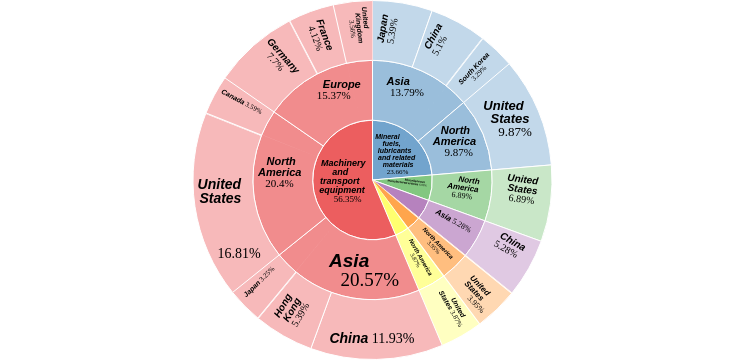 Mineral
fuels,
lubricants
and related
materials
23.66%
Machinery
and
transport
equipment
56.35%
Asia
13.79%
North
America
9.87%
North
America
6.89%
Asia 5.28%
North America
3.95%
North America
3.87%
Asia
20.57%
North
America
20.4%
Europe
15.37%
Japan
5.39%
China
5.1%
South Korea
3.29%
United
States
9.87%
United
States
6.89%
China
5.28%
United
States
3.95%
United
States 3.87%
China 11.93%
Hong
Kong
5.39%
Japan 3.25%
United
States
16.81%
Canada 3.59%
Germany
7.7%
France
4.12%
United
Kingdom